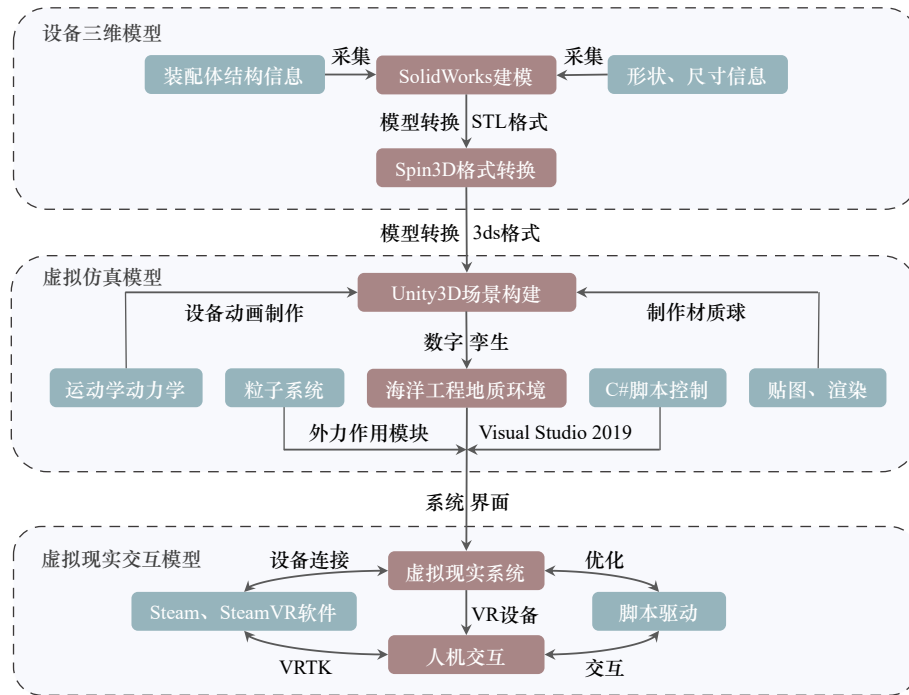 设备三维模型
采集 采集
装配体结构信息 SolidWorks建模 形状、尺寸信息
模型转换 STL格式
Spin3D格式转换
模型转换 3ds格式
虚拟仿真模型
Unity3D场景构建
设备动画制作 制作材质球
数字 孪生
运动学动力学 粒子系统 海洋工程地质环境 C#脚本控制 贴图、渲染
外力作用模块 Visual Studio 2019
系统 界面
虚拟现实交互模型
设备连接 虚拟现实系统 优化
Steam、SteamVR软件 VR设备 脚本驱动
VRTK 人机交互 交互